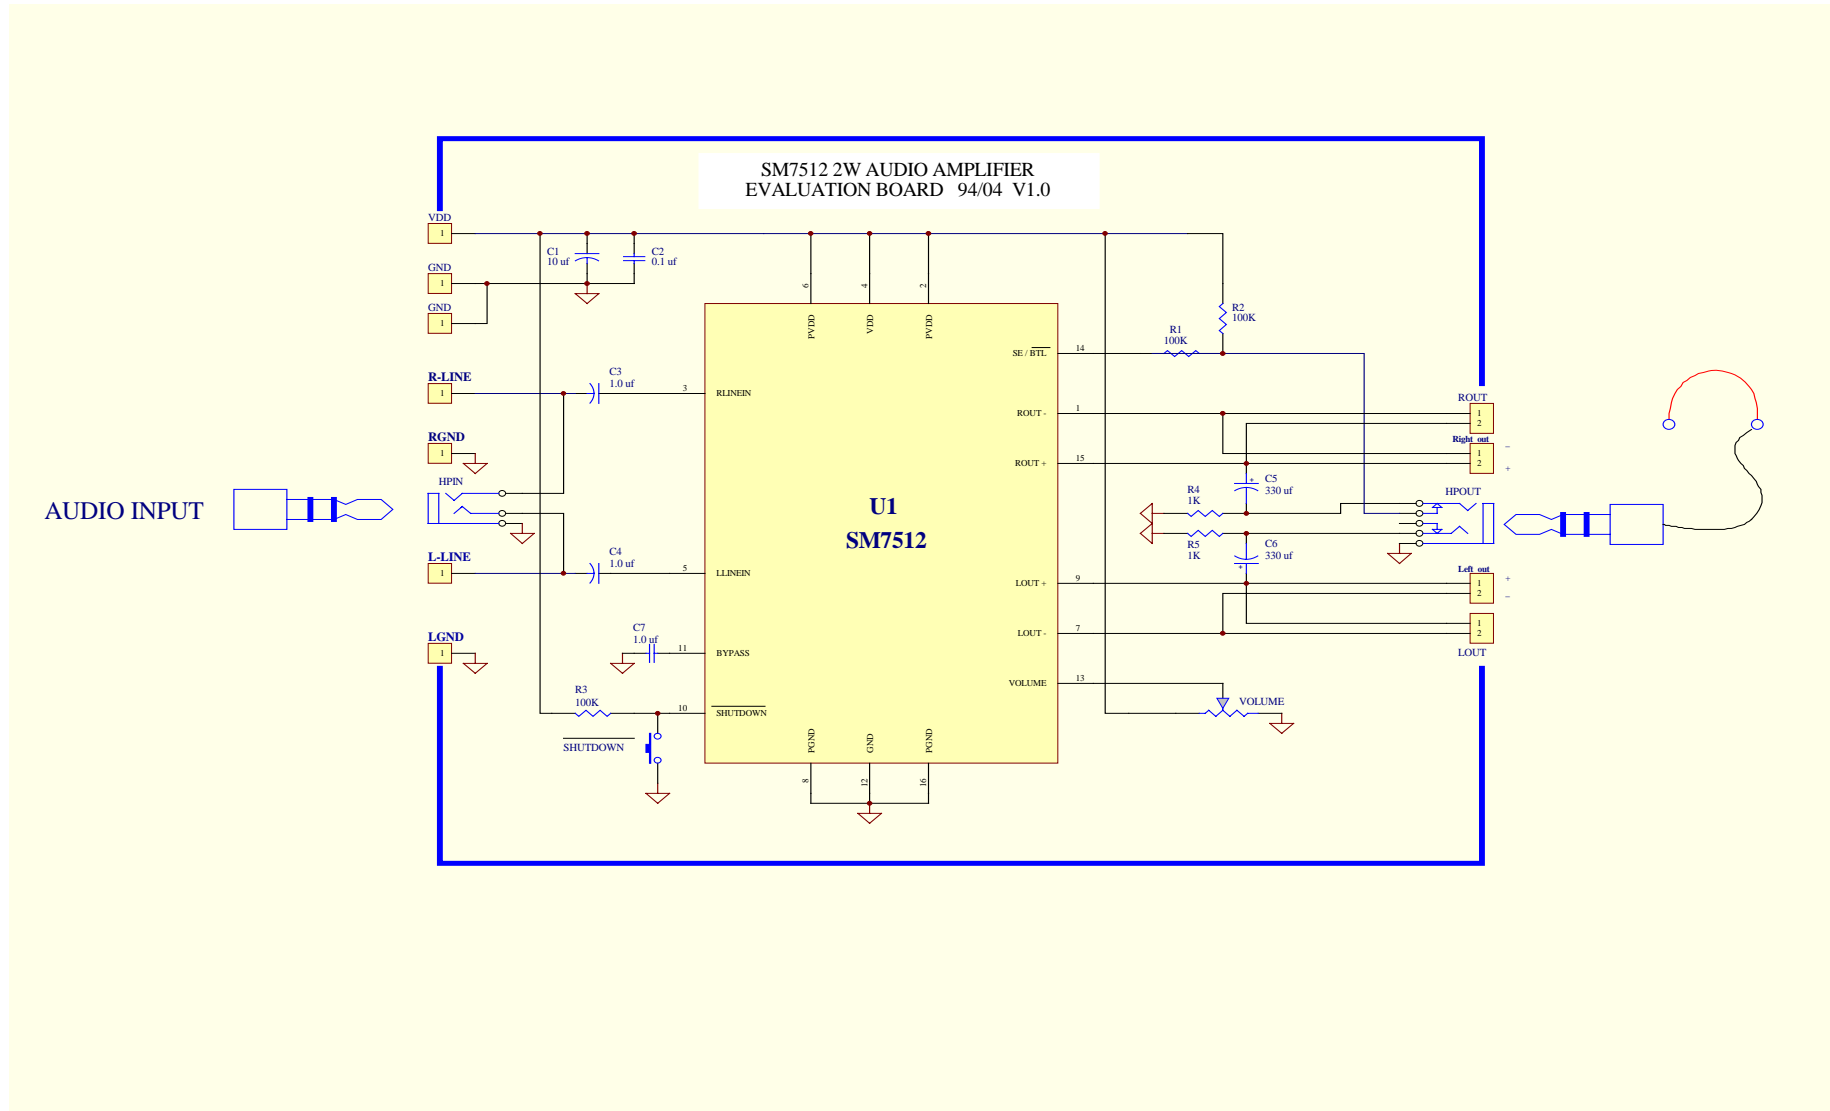 SM7512 2W AUDIO AMPLIFIER
EVALUATION BOARD 94/04 V1.0
VDD
1
GND
1
GND
1
C1
10 uf
C2
0.1 uf
6
4
2
PVDD
VDD
PVDD
R2
100K
R1
100K
SE / BTL
14
R-LINE
1
C3
1.0 uf
3
RLINEIN
ROUT -
1
ROUT
1
2
RGND
1
Right out
1
2
−
+
ROUT +
15
HPIN
AUDIO INPUT
U1
SM7512
C5
+
330 uf
R4
1K
HPOUT
R5
1K
C6
330 uf
+
L-LINE
1
C4
1.0 uf
5
LLINEIN
LOUT +
9
Left out
1
2
+
−
LGND
1
C7
1.0 uf
11
BYPASS
LOUT -
7
1
2
LOUT
VOLUME
13
VOLUME
R3
100K
10
SHUTDOWN
SHUTDOWN
PGND
GND
PGND
8
12
16